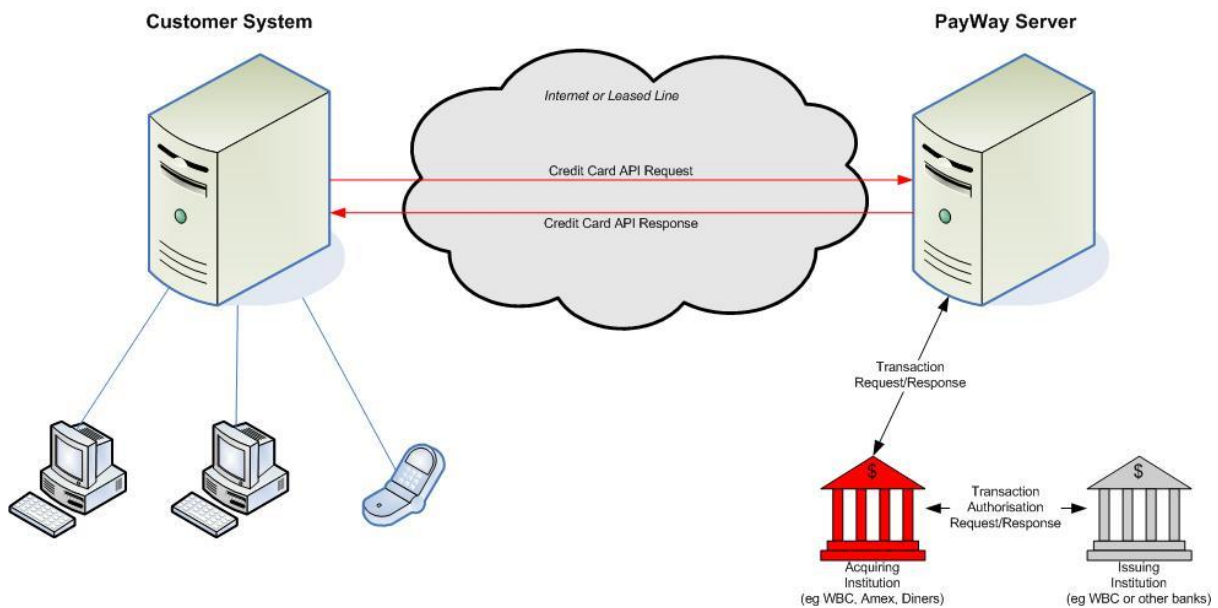 Customer System
PayWay Server
Internet or Leased Line
Credit Card API Request
Credit Card API Response
Transaction
Request/Response
$
$
Transaction
Authorisation
Request/Response
Acquiring
Institution
(eg WBC, Amex, Diners)
Issuing
Institution
(eg WBC or other banks)